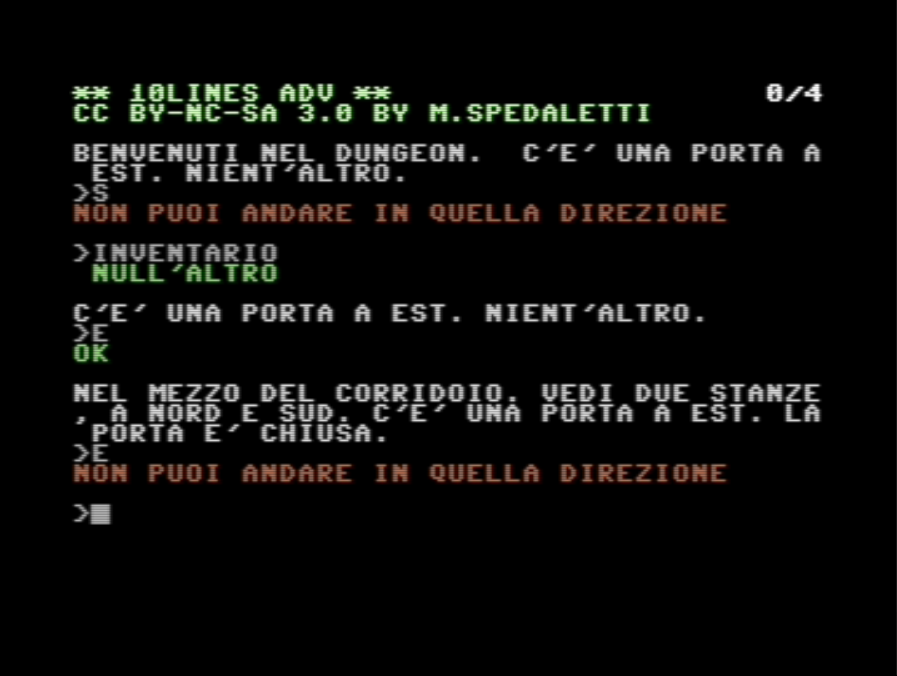 ** 10LINES ADV ** 0/4
CC BY-NC-SA 3.0 BY M.SPEDALETTI
BENVENUTI NEL DUNGEON.  C'E' UNA PORTA A
 EST. NIENT'ALTRO.
>S
NON PUOI ANDARE IN QUELLA DIREZIONE
>INVENTARIO
 NULL'ALTRO
C'E' UNA PORTA A EST. NIENT'ALTRO.
>E
OK
NEL MEZZO DEL CORRIDOIO. VEDI DUE STANZE
, A NORD E SUD. C'E' UNA PORTA A EST. LA
 PORTA E' CHIUSA.
>E
NON PUOI ANDARE IN QUELLA DIREZIONE
>